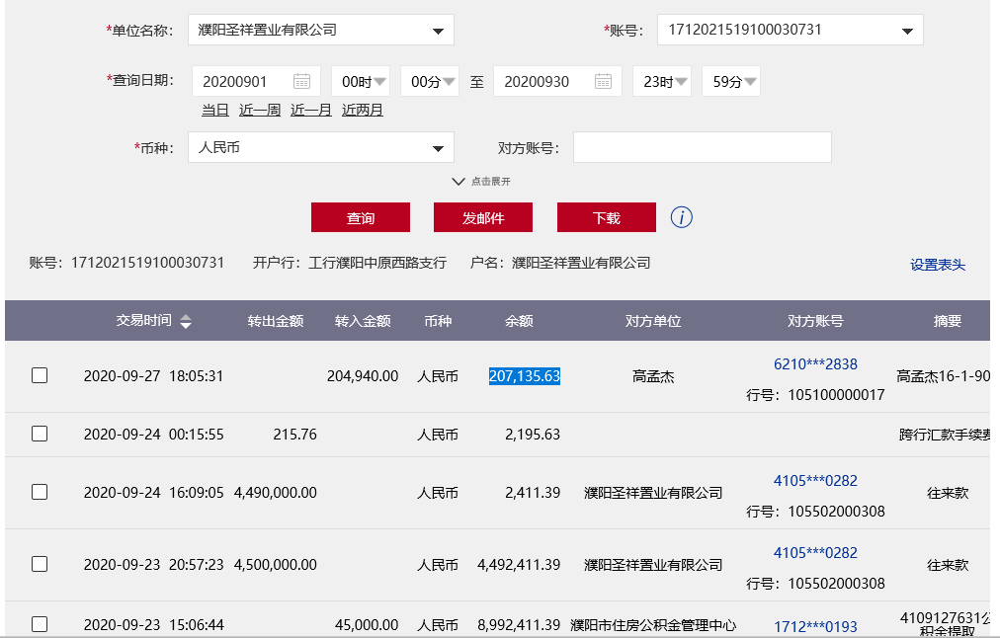 *单位名称: 濮阳圣祥置业有限公司 *账号: 1712021519100030731
*查询日期: 20200901 00时 00分 至 20200930 23时 59分
当日 近一周 近一月 近两月
*币种: 人民币 对方账号:
点击展开
查询 发邮件 下载 i
账号: 1712021519100030731 开户行: 工行濮阳中原西路支行 户名: 濮阳圣祥置业有限公司 设置表头
交易时间 转出金额 转入金额 币种 余额 对方单位 对方账号 摘要
2020-09-27 18:05:31 204,940.00 人民币 207,135.63 高孟杰 6210***2838 高孟杰16-1-90
行号: 105100000017
2020-09-24 00:15:55 215.76 人民币 2,195.63 跨行汇款手续费
2020-09-24 16:09:05 4,490,000.00 人民币 2,411.39 濮阳圣祥置业有限公司 4105***0282 往来款
行号: 105502000308
2020-09-23 20:57:23 4,500,000.00 人民币 4,492,411.39 濮阳圣祥置业有限公司 4105***0282 往来款
行号: 105502000308
2020-09-23 15:06:44 45,000.00 人民币 8,992,411.39 濮阳市住房公积金管理中心 1712***0193 4109127631公
积金提取